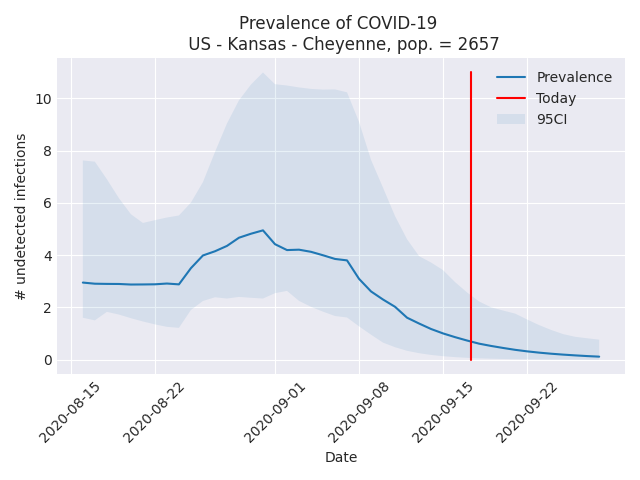 Prevalence of COVID-19
US - Kansas - Cheyenne, pop. = 2657
Prevalence
Today
95CI
# undetected infections
10
8
6
4
2
0
2020-08-15
2020-08-22
2020-09-01
2020-09-08
2020-09-15
2020-09-22
Date